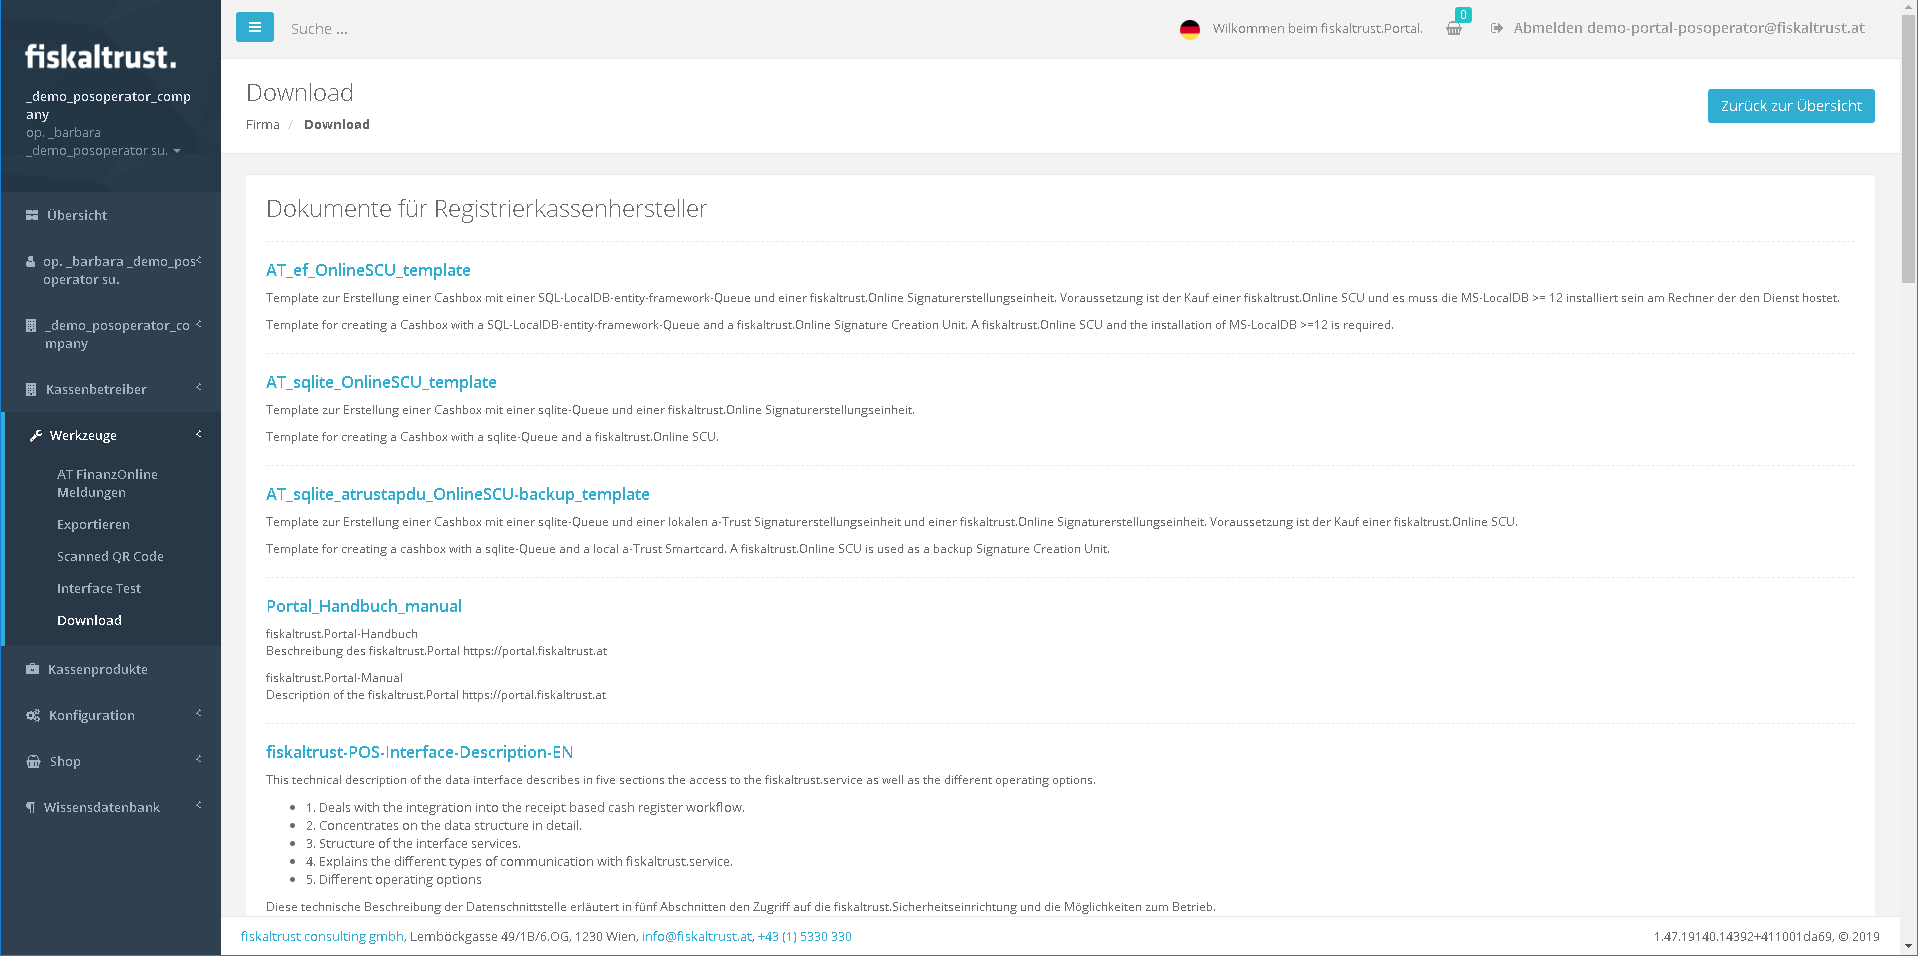 fiskaltrust.
_demo_posoperator_comp
any
op. _barbara
_demo_posoperator su.
Übersicht
op. _barbara _demo_pos
operator su.
_demo_posoperator_co
mpany
Kassenbetreiber
Werkzeuge
AT FinanzOnline
Meldungen
Exportieren
Scanned QR Code
Interface Test
Download
Kassenprodukte
Konfiguration
Shop
Wissensdatenbank
Suche ...
Wilkommen beim fiskaltrust.Portal.
0
Abmelden demo-portal-posoperator@fiskaltrust.at
Download
Firma / Download
Zurück zur Übersicht
Dokumente für Registrierkassenhersteller
AT_ef_OnlineSCU_template
Template zur Erstellung einer Cashbox mit einer SQL-LocalDB-entity-framework-Queue und einer fiskaltrust.Online Signaturerstellungseinheit. Voraussetzung ist der Kauf einer fiskaltrust.Online SCU und es muss die MS-LocalDB >= 12 installiert sein am Rechner der den Dienst hostet.
Template for creating a Cashbox with a SQL-LocalDB-entity-framework-Queue and a fiskaltrust.Online Signature Creation Unit. A fiskaltrust.Online SCU and the installation of MS-LocalDB >=12 is required.
AT_sqlite_OnlineSCU_template
Template zur Erstellung einer Cashbox mit einer sqlite-Queue und einer fiskaltrust.Online Signaturerstellungseinheit.
Template for creating a Cashbox with a sqlite-Queue and a fiskaltrust.Online SCU.
AT_sqlite_atrustapdu_OnlineSCU-backup_template
Template zur Erstellung einer Cashbox mit einer sqlite-Queue und einer lokalen a-Trust Signaturerstellungseinheit und einer fiskaltrust.Online Signaturerstellungseinheit. Voraussetzung ist der Kauf einer fiskaltrust.Online SCU.
Template for creating a cashbox with a sqlite-Queue and a local a-Trust Smartcard. A fiskaltrust.Online SCU is used as a backup Signature Creation Unit.
Portal_Handbuch_manual
fiskaltrust.Portal-Handbuch
Beschreibung des fiskaltrust.Portal https://portal.fiskaltrust.at
fiskaltrust.Portal-Manual
Description of the fiskaltrust.Portal https://portal.fiskaltrust.at
fiskaltrust-POS-Interface-Description-EN
This technical description of the data interface describes in five sections the access to the fiskaltrust.service as well as the different operating options.
• 1. Deals with the integration into the receipt based cash register workflow.
• 2. Concentrates on the data structure in detail.
• 3. Structure of the interface services.
• 4. Explains the different types of communication with fiskaltrust.service.
• 5. Different operating options
Diese technische Beschreibung der Datenschnittstelle erläutert in fünf Abschnitten den Zugriff auf die fiskaltrust.Sicherheitseinrichtung und die Möglichkeiten zum Betrieb.
fiskaltrust consulting gmbh, Lemböckgasse 49/1B/6.OG, 1230 Wien, info@fiskaltrust.at, +43 (1) 5330 330
1.47.19140.14392+411001da69, © 2019